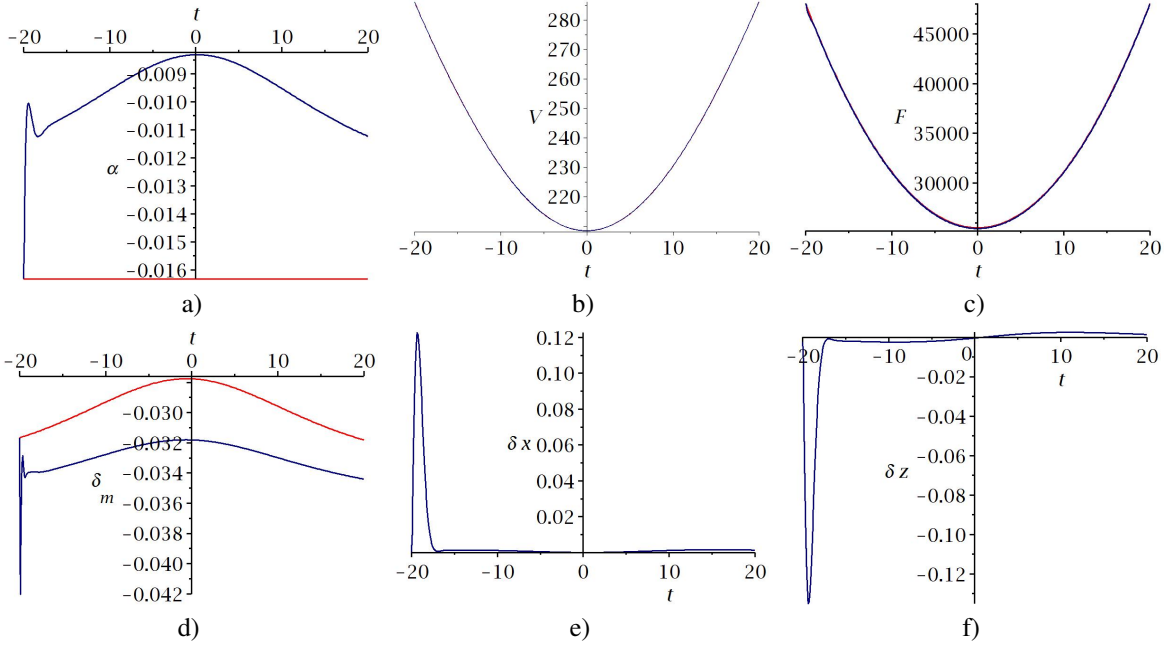 t
-20 -10 0 10 20
-0.009
-0.010
-0.011
-0.012
-0.013
-0.014
-0.015
-0.016
α
a)
280
270
260
250
240
230
220
V
-20 -10 0 10 20
t
b)
45000
40000
35000
30000
F
-20 -10 0 10 20
t
c)
t
-20 -10 0 10 20
-0.030
-0.032
-0.034
-0.036
-0.038
-0.040
-0.042
δm
d)
0.12
0.10
0.08
0.06
0.04
0.02
δ x
-20 -10 0 10 20
t
e)
-20 -10 0 10 20
t
-0.02
-0.04
-0.06
-0.08
-0.10
-0.12
δ z
f)